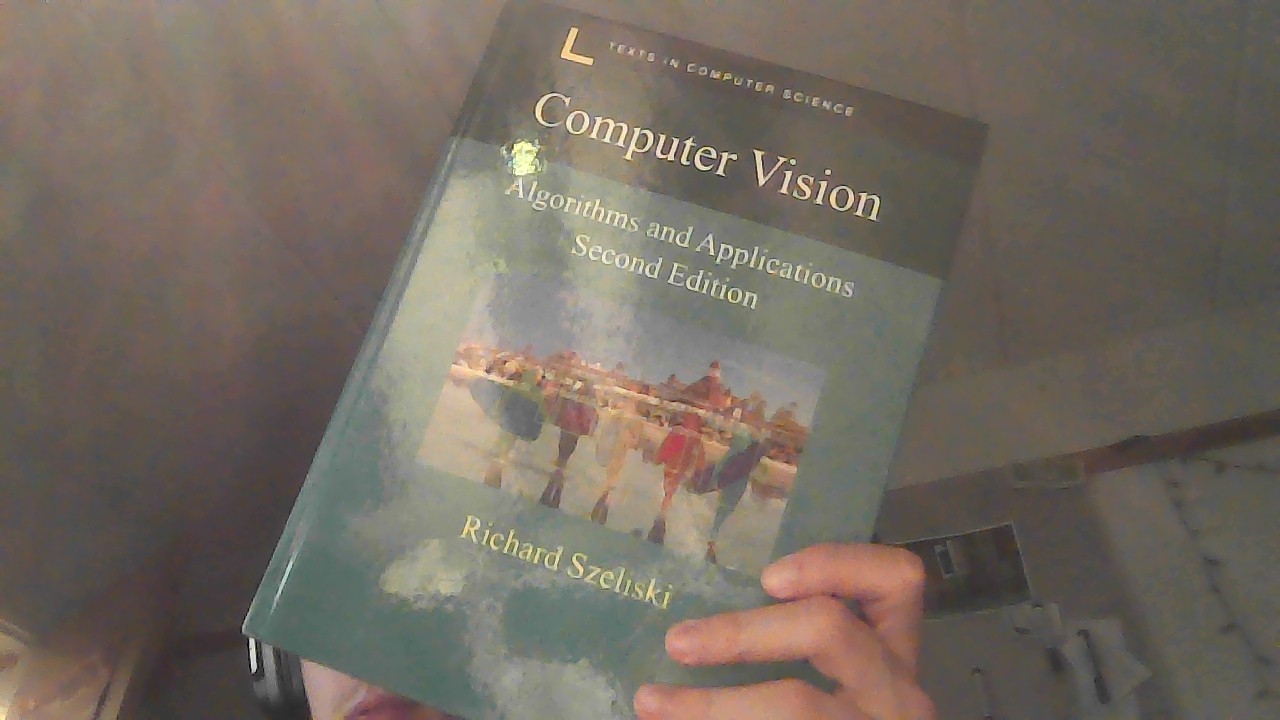 TEXTS IN COMPUTER SCIENCE
Computer Vision
Algorithms and Applications
Second Edition
Richard Szeliski